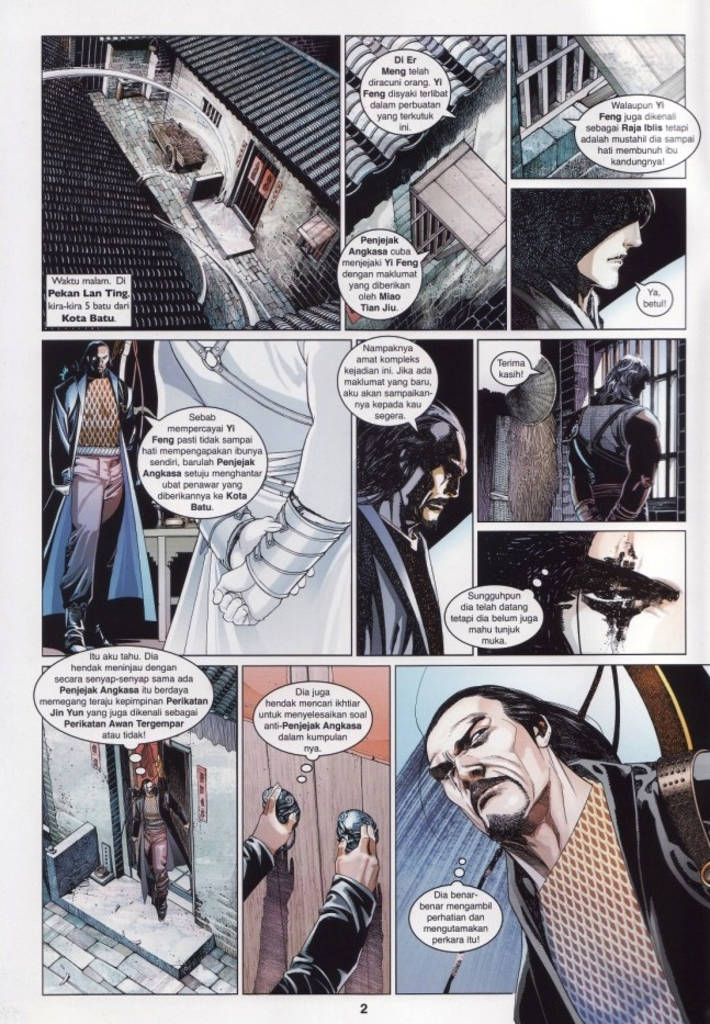 Waktu malam. Di
Pekan Lan Ting,
kira-kira 5 batu dari
Kota Batu.
Di Er
Meng telah
diracuni orang. Yi
Feng disyaki terlibat
dalam perbuatan
yang terkutuk
ini.
Penjejak
Angkasa cuba
menjejaki Yi Feng
dengan maklumat
yang diberikan
oleh Miao
Tian Jiu.
Walaupun Yi
Feng juga dikenali
sebagai Raja Iblis tetapi
adalah mustahil dia sampai
hati membunuh ibu
kandungnya!
Ya,
betul!
Sebab
mempercayai Yi
Feng pasti tidak sampai
hati mempengapakan ibunya
sendiri, barulah Penjejak
Angkasa setuju menghantar
ubat penawar yang
diberikannya ke Kota
Batu.
Nampaknya
amat kompleks
kejadian ini. Jika ada
maklumat yang baru,
aku akan sampaikan-
nya kepada kau
segera.
Terima
kasih!
Sungguhpun
dia telah datang
tetapi dia belum juga
mahu tunjuk
muka.
Itu aku tahu. Dia
hendak meninjau dengan
secara senyap-senyap sama ada
Penjejak Angkasa itu berdaya
memegang teraju kepimpinan Perikatan
Jin Yun yang juga dikenali sebagai
Perikatan Awan Tergempar
atau tidak!
Dia juga
hendak mencari ikhtiar
untuk menyelesaikan soal
anti-Penjejak Angkasa
dalam kumpulan
nya.
Dia benar-
benar mengambil
perhatian dan
mengutamakan
perkara itu!
2